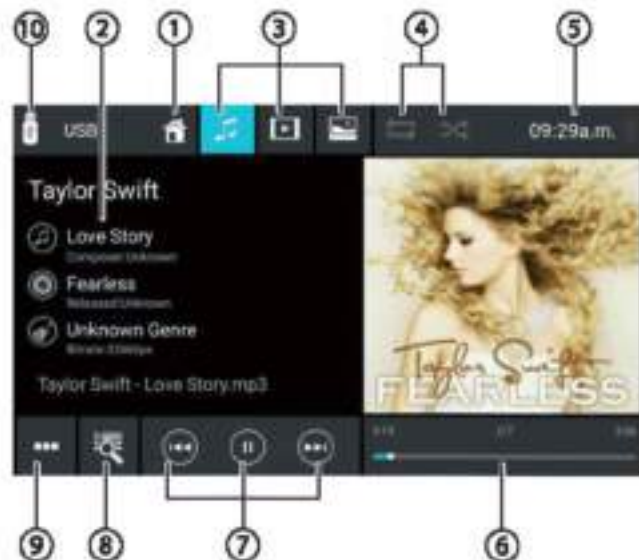 ⑩ ② ① ③ ④ ⑤
USB
09:29a.m.
Taylor Swift
Love Story
Composer Unknown
Fearless
Released Unknown
Unknown Genre
Taylor Swift - Love Story.mp3
Taylor Swift
FEARLESS
⑨ ⑧ ⑦ ⑥